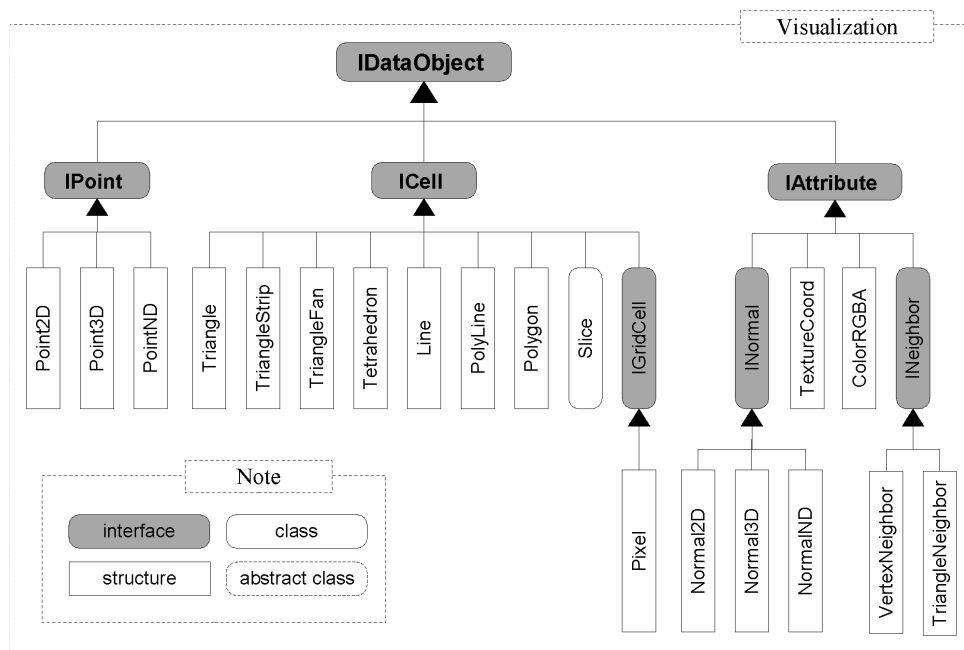 Visualization
IDataObject
IPoint
ICell
IAttribute
Point2D
Point3D
PointND
Triangle
TriangleStrip
TriangleFan
Tetrahedron
Line
PolyLine
Polygon
Slice
IGridCell
INormal
TextureCoord
ColorRGBA
INeighbor
Pixel
Normal2D
Normal3D
NormalND
VertexNeighbor
TriangleNeighbor
Note
interface
class
structure
abstract class